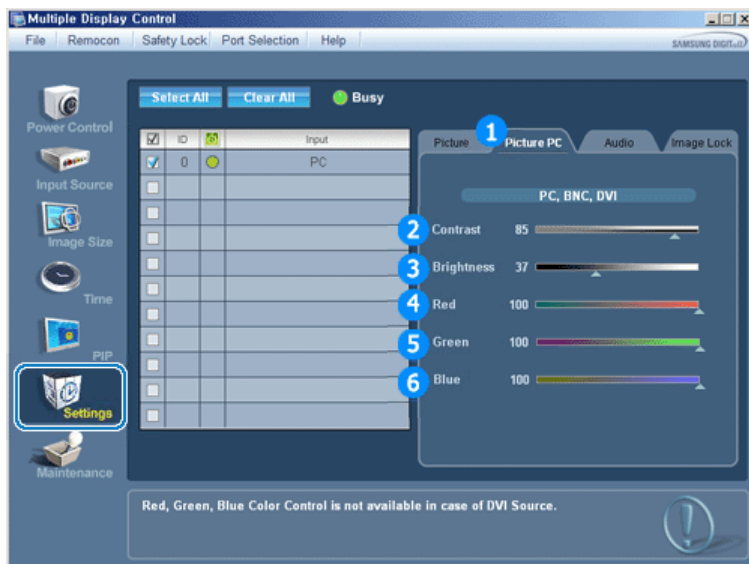 Multiple Display Control
File Remocon Safety Lock Port Selection Help
SAMSUNG DIGITall
Select All Clear All Busy
Power Control
Input Source
Image Size
Time
PIP
Settings
Maintenance
ID Input
0 PC
1
Picture Picture PC Audio Image Lock
PC, BNC, DVI
2 Contrast 85
3 Brightness 37
4 Red 100
5 Green 100
6 Blue 100
Red, Green, Blue Color Control is not available in case of DVI Source.